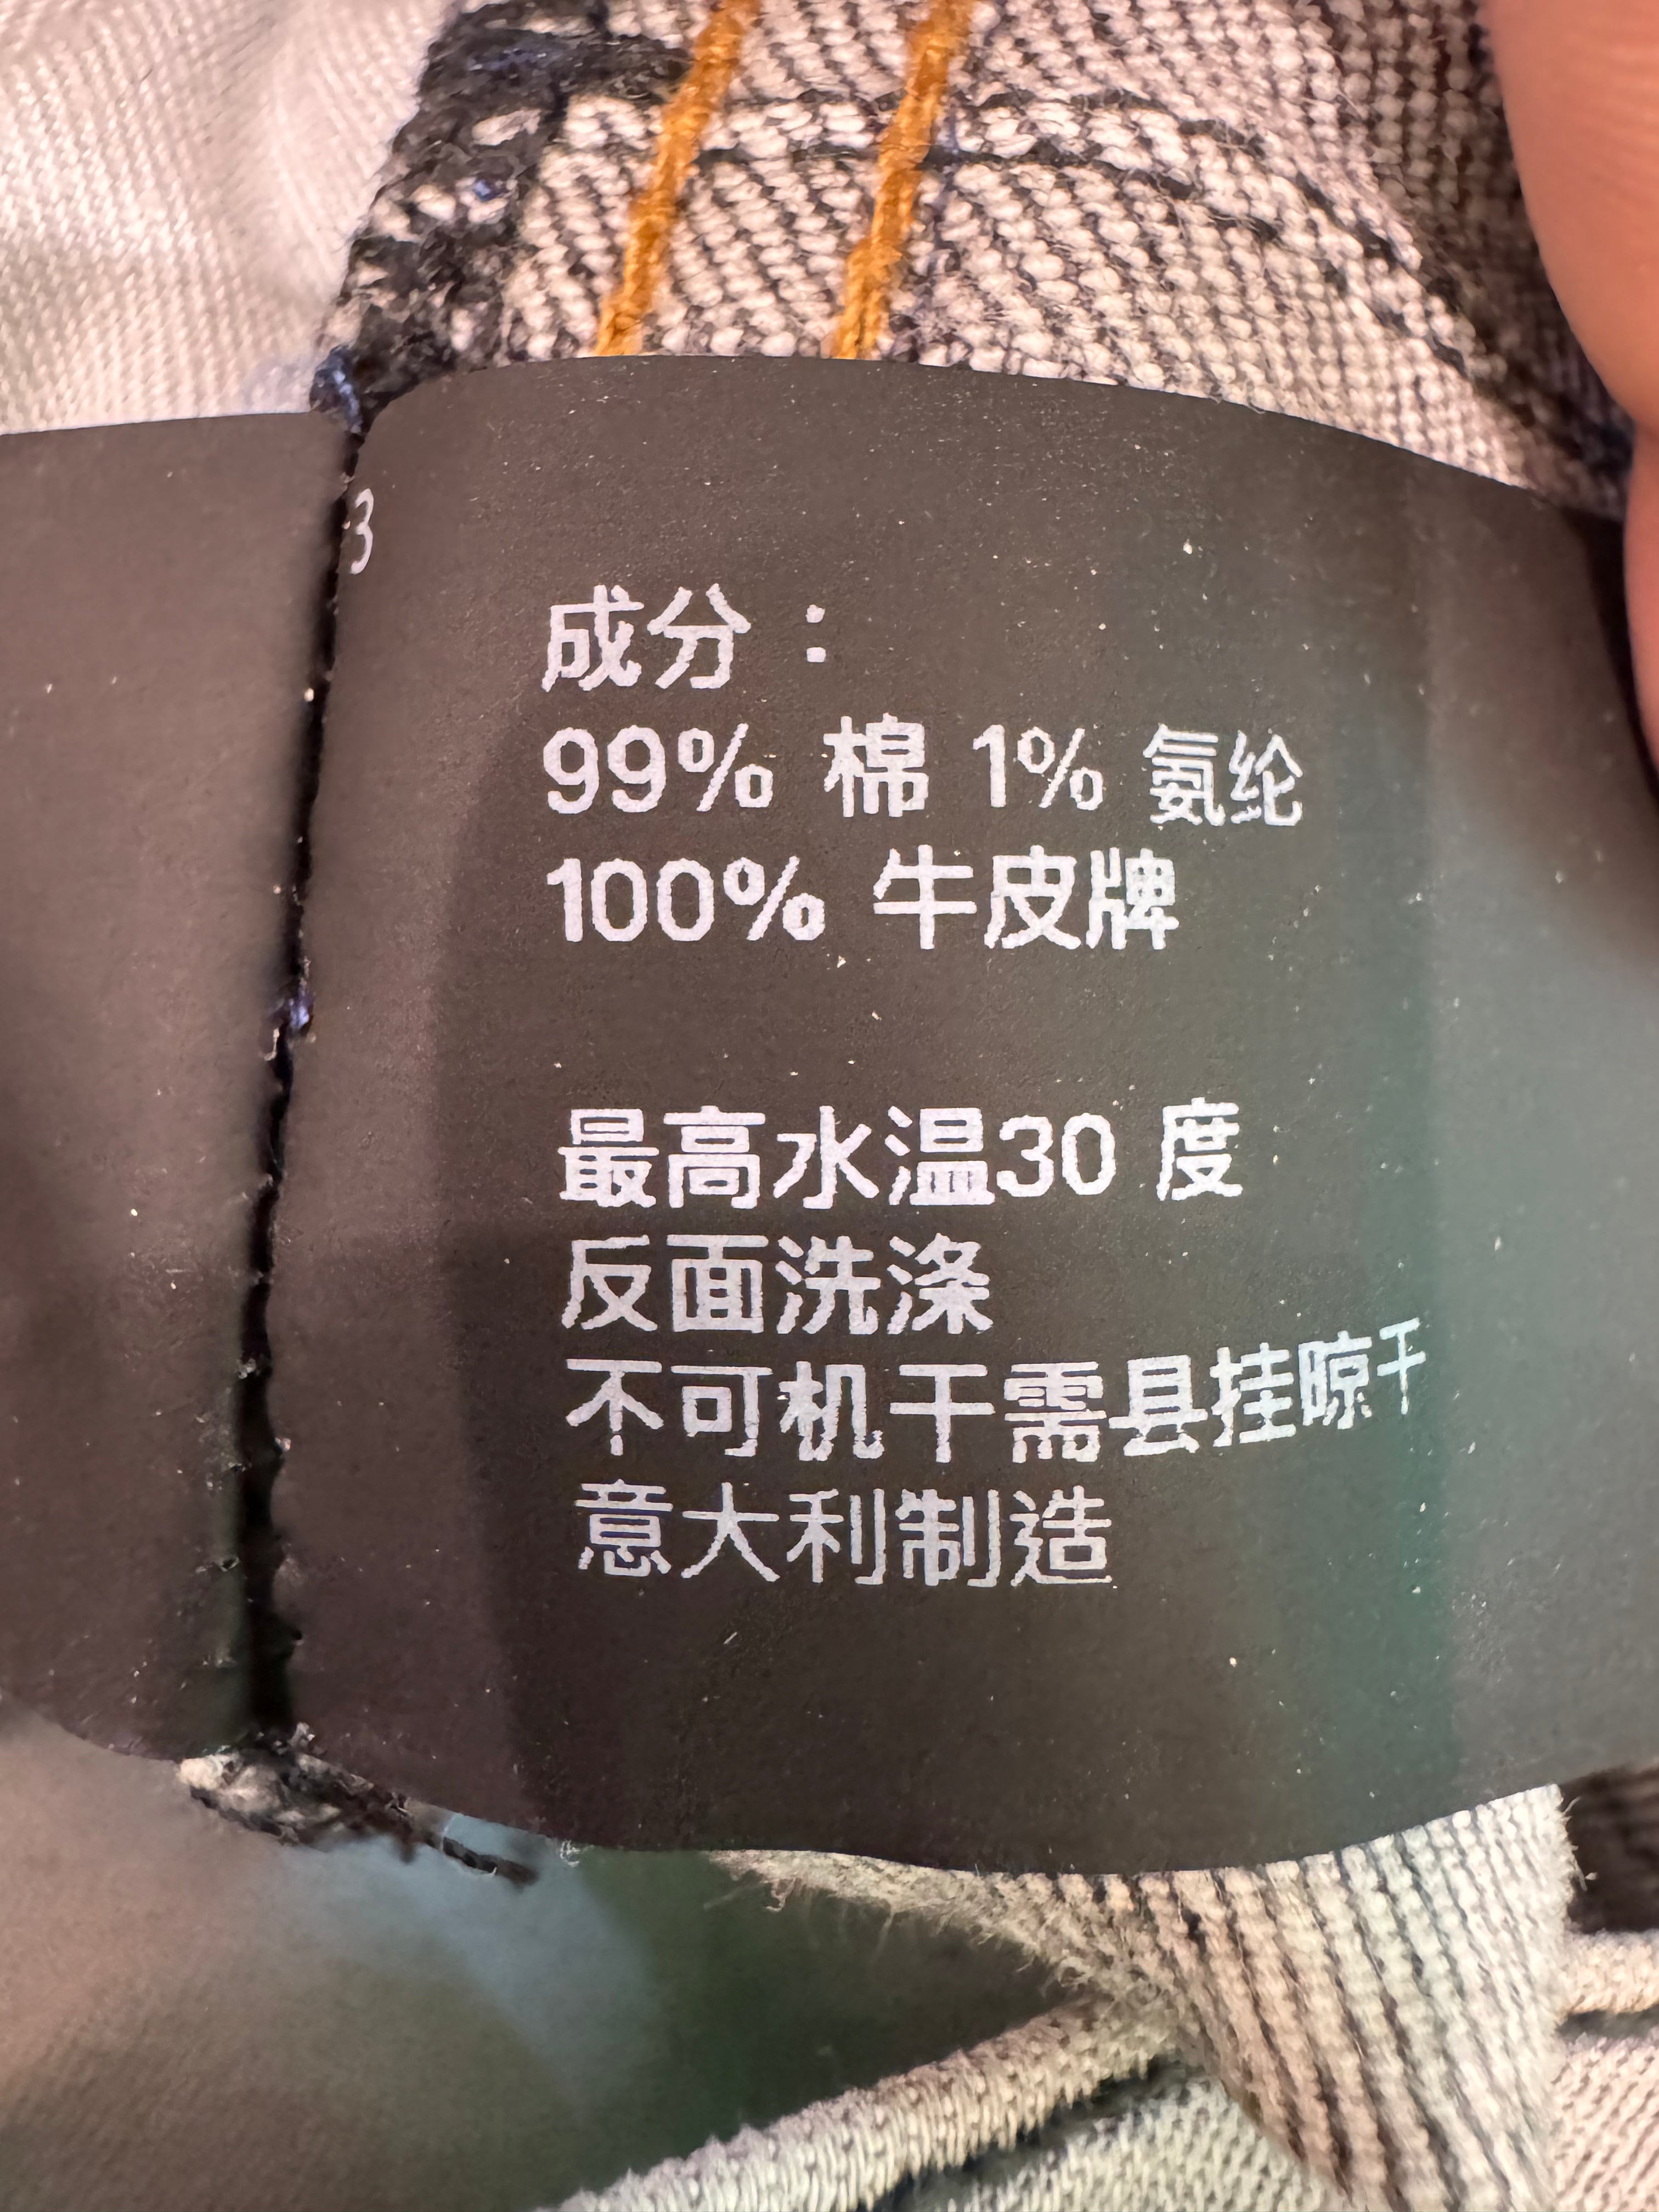 3
成分：
99% 棉 1% 氨纶
100% 牛皮牌
最高水温30 度
反面洗涤
不可机干需县挂晾干
意大利制造